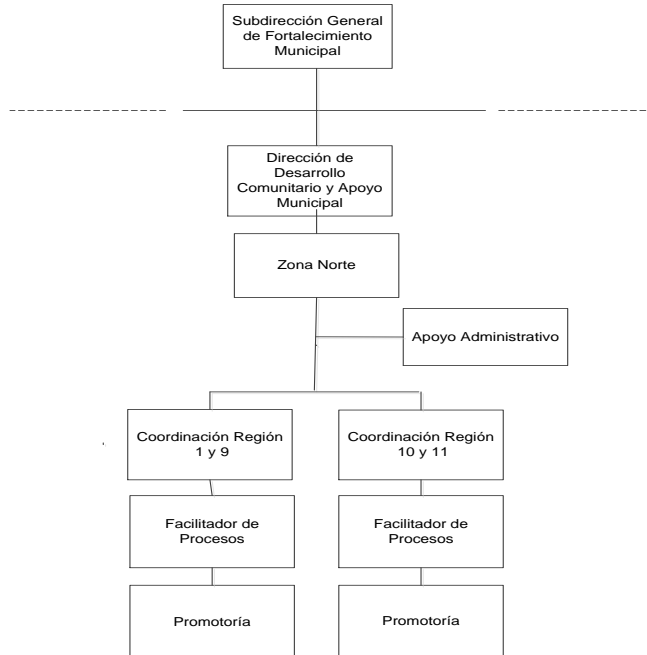 Subdirección General
de Fortalecimiento
Municipal
Dirección de
Desarrollo
Comunitario y Apoyo
Municipal
Zona Norte
Apoyo Administrativo
Coordinación Región
1 y 9
Coordinación Región
10 y 11
Facilitador de
Procesos
Facilitador de
Procesos
Promotoría
Promotoría